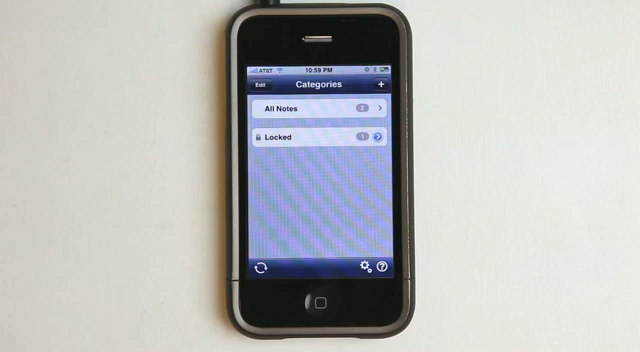 AT&T 10:59 PM
Edit Categories +
All Notes 2
Locked 1